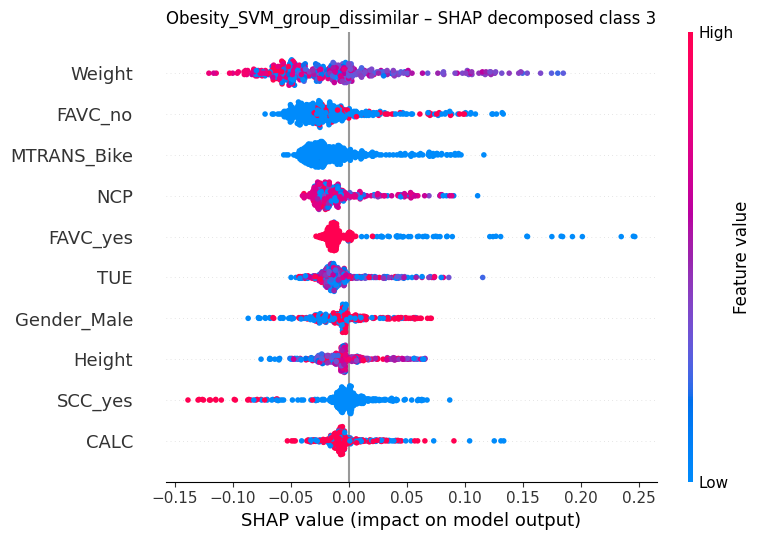 Obesity_SVM_group_dissimilar – SHAP decomposed class 3
High
Weight
FAVC_no
MTRANS_Bike
NCP
FAVC_yes
TUE
Gender_Male
Height
SCC_yes
CALC
Feature value
Low
−0.15 −0.10 −0.05 0.00 0.05 0.10 0.15 0.20 0.25
SHAP value (impact on model output)